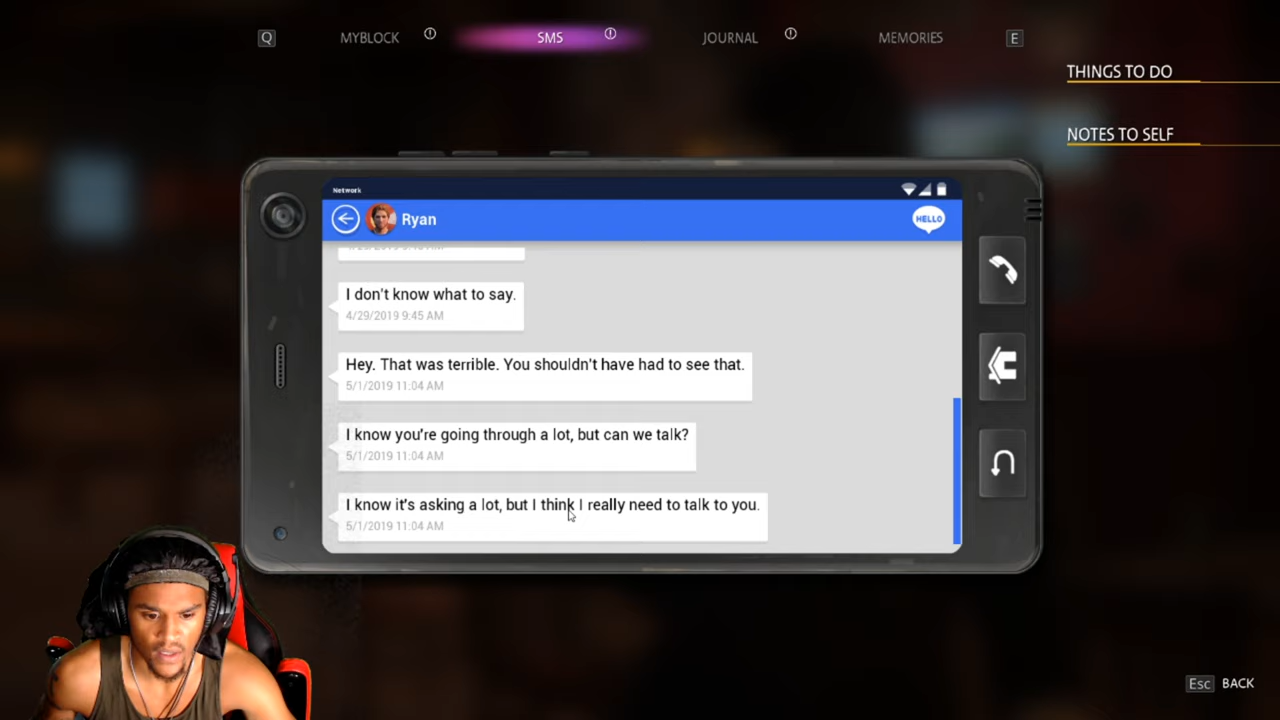 Q
MYBLOCK
SMS
JOURNAL
MEMORIES
E
THINGS TO DO
NOTES TO SELF
Network
Ryan
HELLO
I don't know what to say.
4/29/2019 9:45 AM
Hey. That was terrible. You shouldn't have had to see that.
5/1/2019 11:04 AM
I know you're going through a lot, but can we talk?
5/1/2019 11:04 AM
I know it's asking a lot, but I think I really need to talk to you.
5/1/2019 11:04 AM
Esc BACK